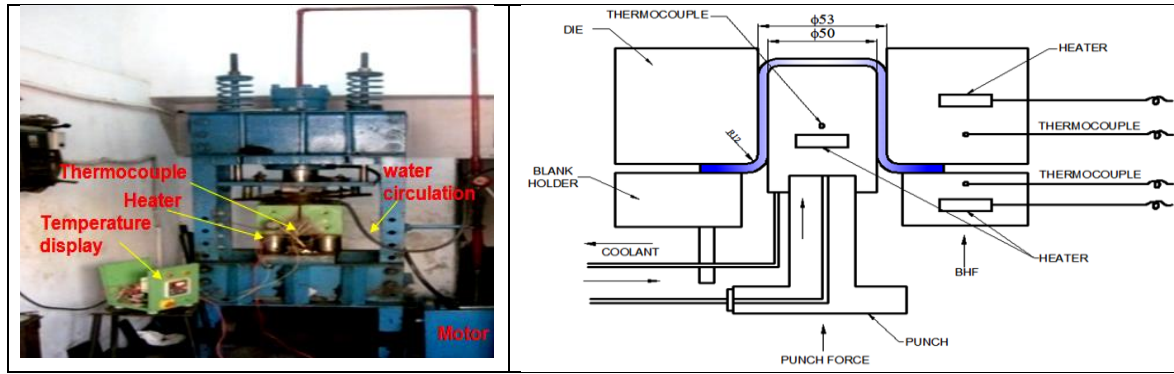 Thermocouple
Heater
Temperature
display
water
circulation
Motor
THERMOCOUPLE
DIE
ϕ53
ϕ50
HEATER
R12
THERMOCOUPLE
THERMOCOUPLE
BLANK
HOLDER
COOLANT
HEATER
BHF
PUNCH
PUNCH FORCE